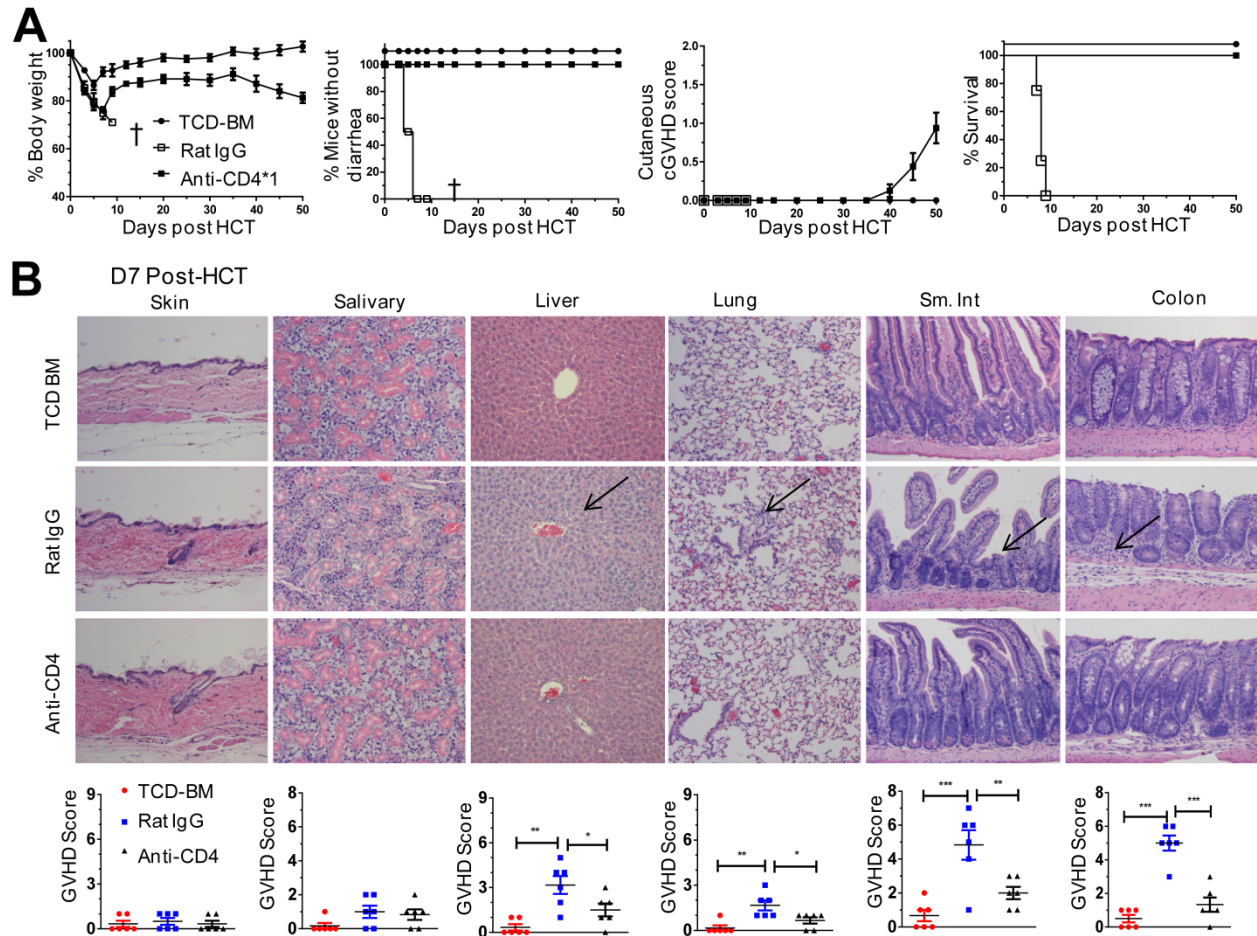 A
% Body weight
100
80
60
40
0 10 20 30 40 50
Days post HCT
†
TCD-BM
Rat IgG
Anti-CD4*1
% Mice without
diarrhea
100
80
60
40
20
0
0 10 20 30 40 50
Days post HCT
†
Cutaneous
cGVHD score
2.0
1.5
1.0
0.5
0.0
0 10 20 30 40 50
Days post HCT
% Survival
100
80
60
40
20
0
0 10 20 30 40 50
Days post HCT
B
D7 Post-HCT
Skin Salivary Liver Lung Sm. Int Colon
TCD BM
Rat IgG
Anti-CD4
GVHD Score
9
6
3
0
TCD-BM
Rat IgG
Anti-CD4
GVHD Score
8
6
4
2
0
GVHD Score
9
6
3
0
** *
GVHD Score
9
6
3
0
** *
GVHD Score
8
6
4
2
0
*** **
GVHD Score
8
6
4
2
0
*** ***